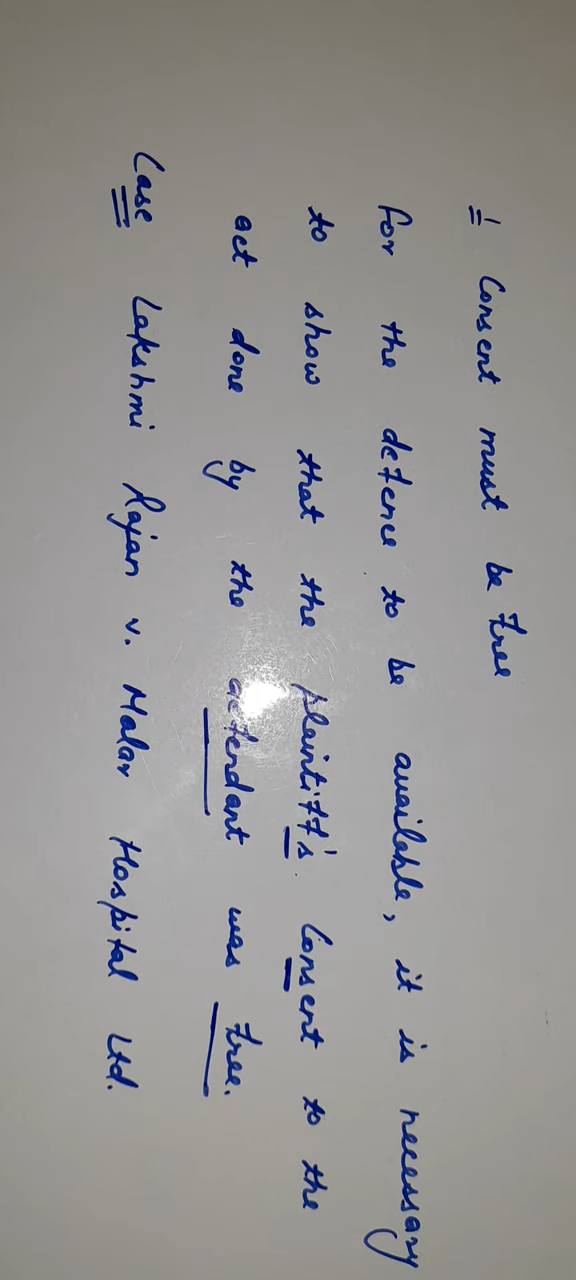 1 Consent must be free
for the defence to be available, it is necessary
to show that the plaintiff's consent to the
act done by the defendant was free.
Case Lakshmi Rajan v. Malar Hospital Ltd.